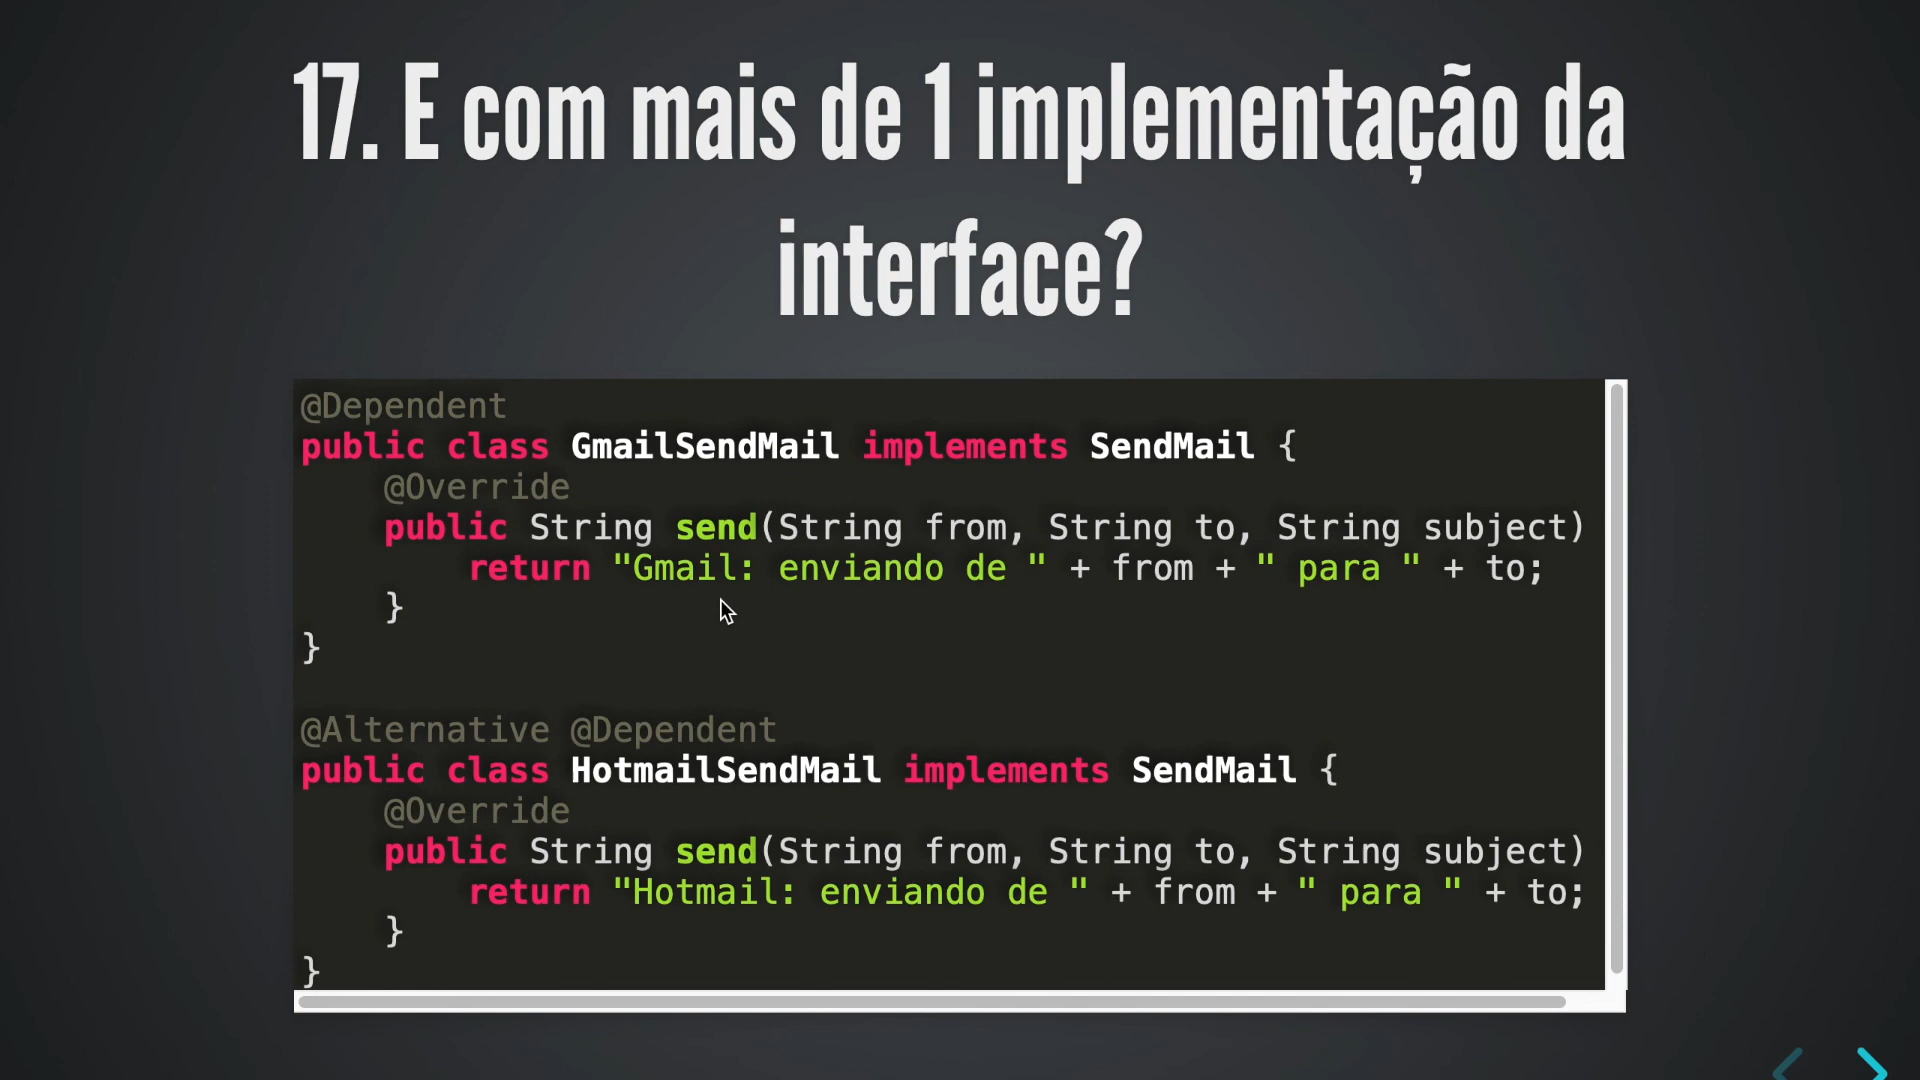 17. E com mais de 1 implementação da
interface?
@Dependent
public class GmailSendMail implements SendMail {
    @Override
    public String send(String from, String to, String subject)
        return "Gmail: enviando de " + from + " para " + to;
    }
}
@Alternative @Dependent
public class HotmailSendMail implements SendMail {
    @Override
    public String send(String from, String to, String subject)
        return "Hotmail: enviando de " + from + " para " + to;
    }
}